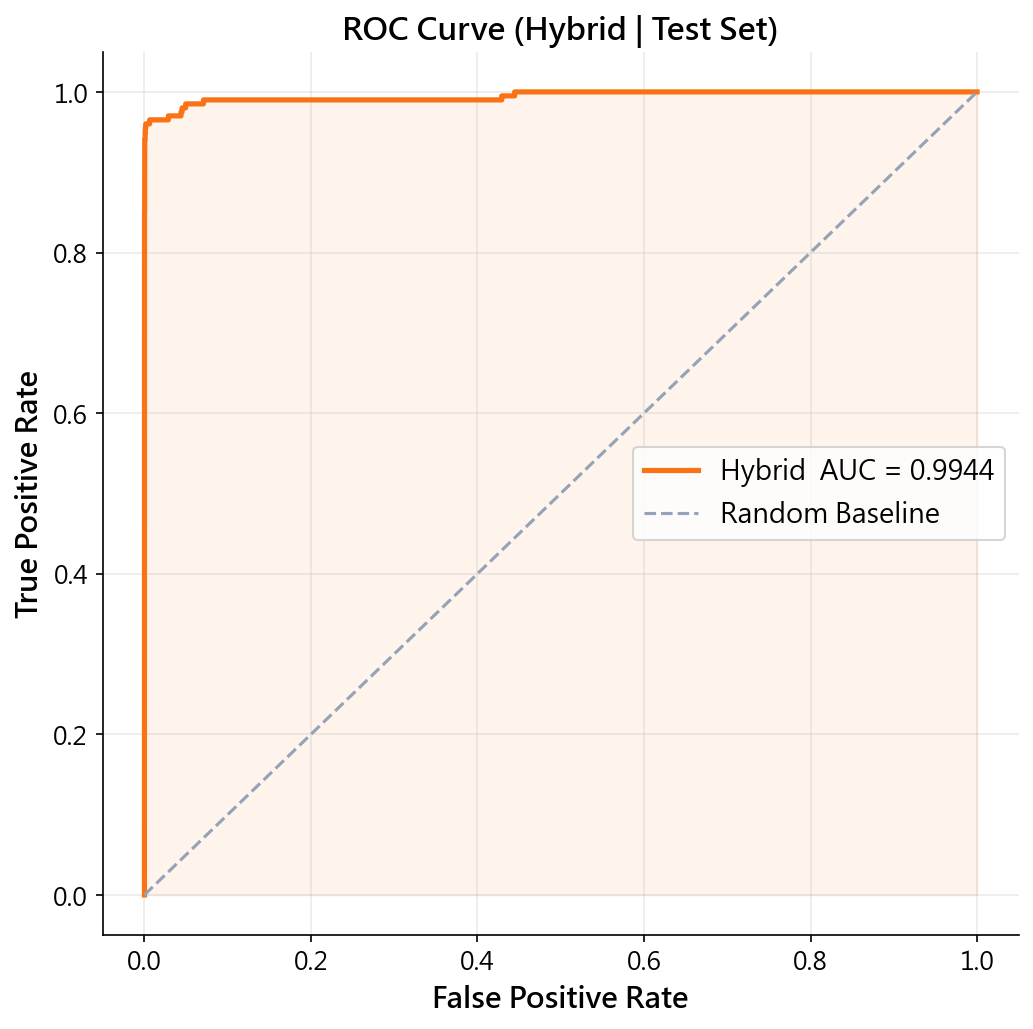 ROC Curve (Hybrid | Test Set)
1.0
0.8
0.6
0.4
0.2
0.0
True Positive Rate
Hybrid  AUC = 0.9944
Random Baseline
0.0 0.2 0.4 0.6 0.8 1.0
False Positive Rate